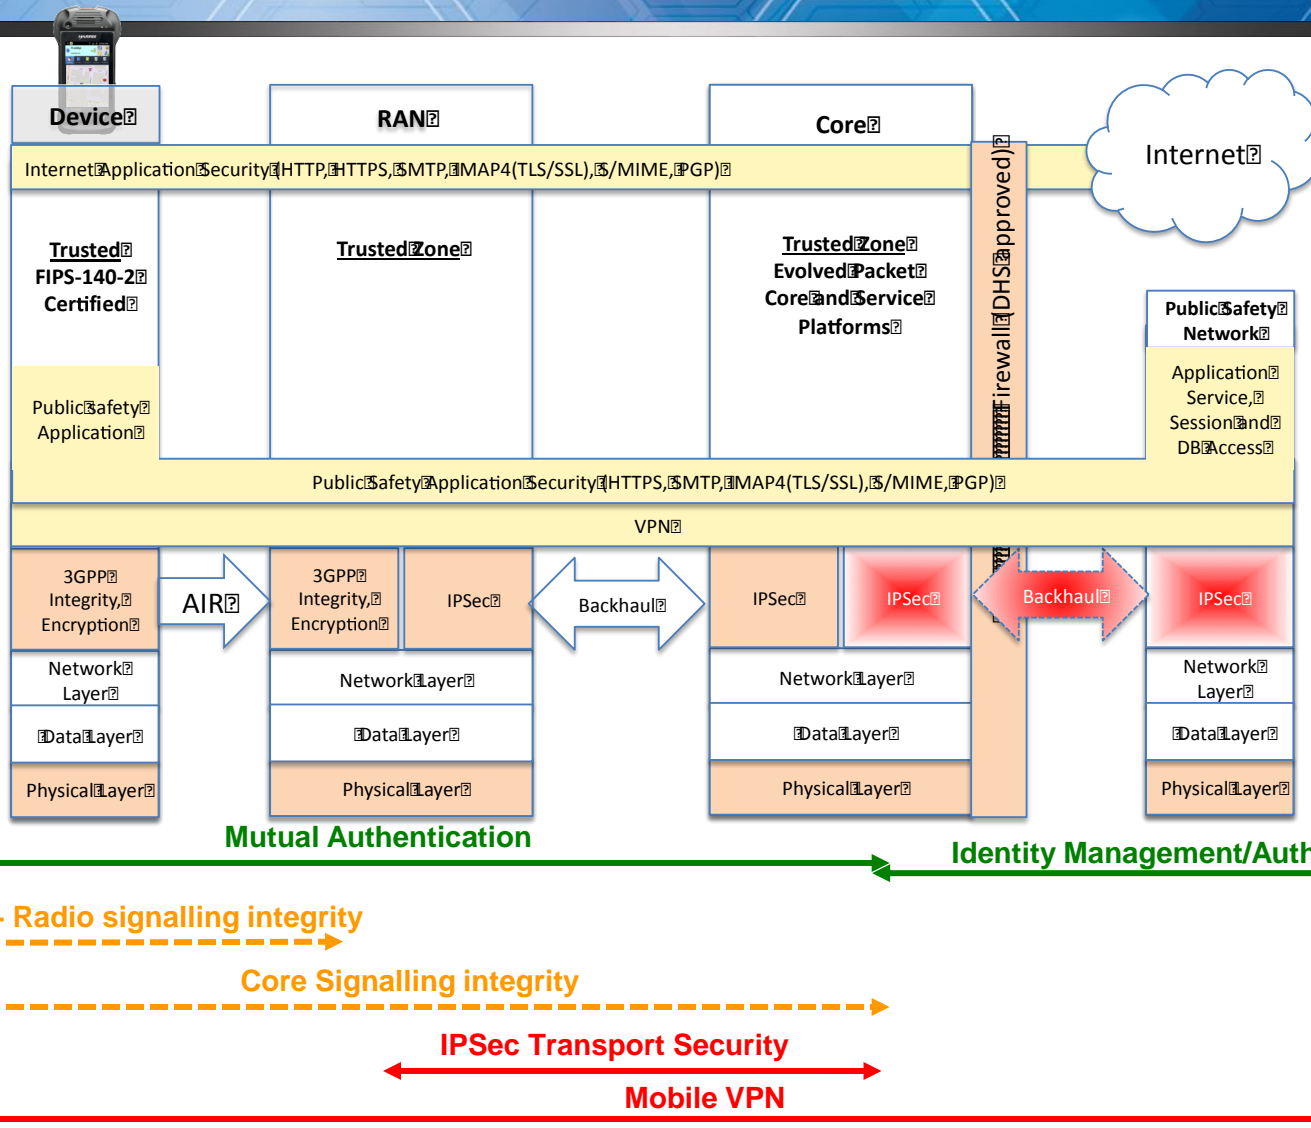 Device
RAN
Core
Internet
Internet Application Security (HTTP, HTTPS, SMTP, IMAP4(TLS/SSL), S/MIME, PGP)
Firewall (DHS approved)
Trusted
FIPS-140-2
Certified
Trusted Zone
Trusted Zone
Evolved Packet
Core and Service
Platforms
Public Safety
Network
Public safety
Application
Application
Service,
Session and
DB Access
Public Safety Application Security (HTTPS, SMTP, IMAP4(TLS/SSL), S/MIME, PGP)
VPN
3GPP
Integrity,
Encryption
AIR
3GPP
Integrity,
Encryption
IPSec
Backhaul
IPSec
IPSec
Backhaul
IPSec
Network
Layer
Network Layer
Network Layer
Network
Layer
Data Layer
Data Layer
Data Layer
Data Layer
Physical Layer
Physical Layer
Physical Layer
Physical Layer
Mutual Authentication
Identity Management/Auth
- Radio signalling integrity
Core Signalling integrity
IPSec Transport Security
Mobile VPN